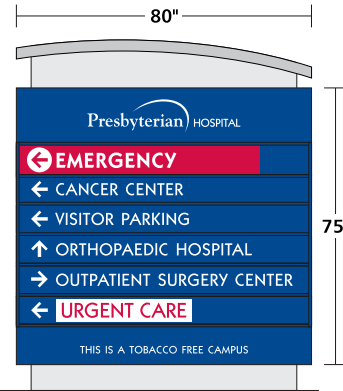 80"
Presbyterian HOSPITAL
← EMERGENCY
← CANCER CENTER
← VISITOR PARKING
↑ ORTHOPAEDIC HOSPITAL
→ OUTPATIENT SURGERY CENTER
← URGENT CARE
THIS IS A TOBACCO FREE CAMPUS
75